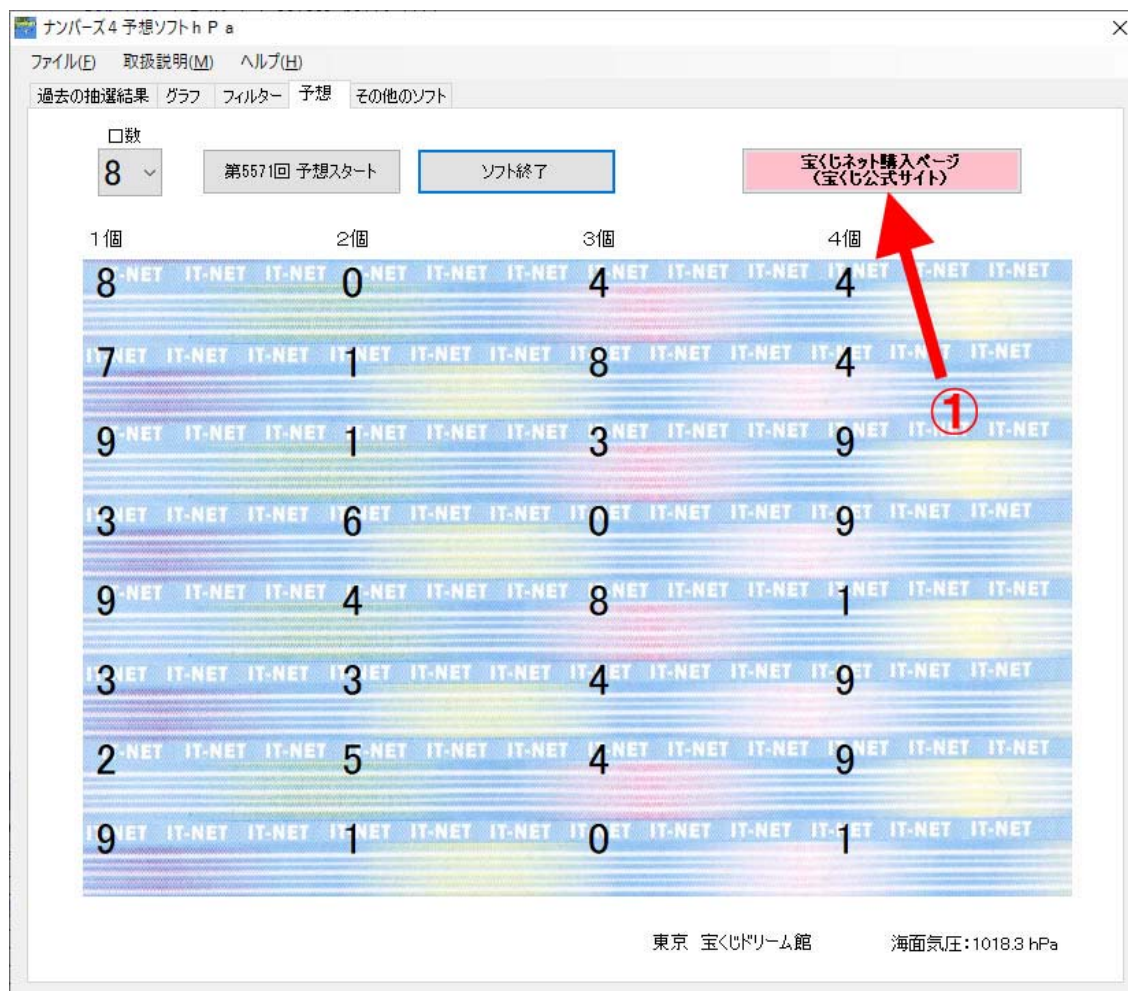 ナンバーズ4 予想ソフトｈＰａ
ファイル(F) 取扱説明(M) ヘルプ(H)
過去の抽選結果 グラフ フィルター 予想 その他のソフト
口数
8 第5571回 予想スタート ソフト終了 宝くじネット購入ページ
（宝くじ公式サイト）
1個 2個 3個 4個
8 0 4 4
7 1 8 4
①
9 1 3 9
3 6 0 9
9 4 8 1
3 3 4 9
2 5 4 9
9 1 0 1
東京 宝くじドリーム館 海面気圧:1018.3 hPa